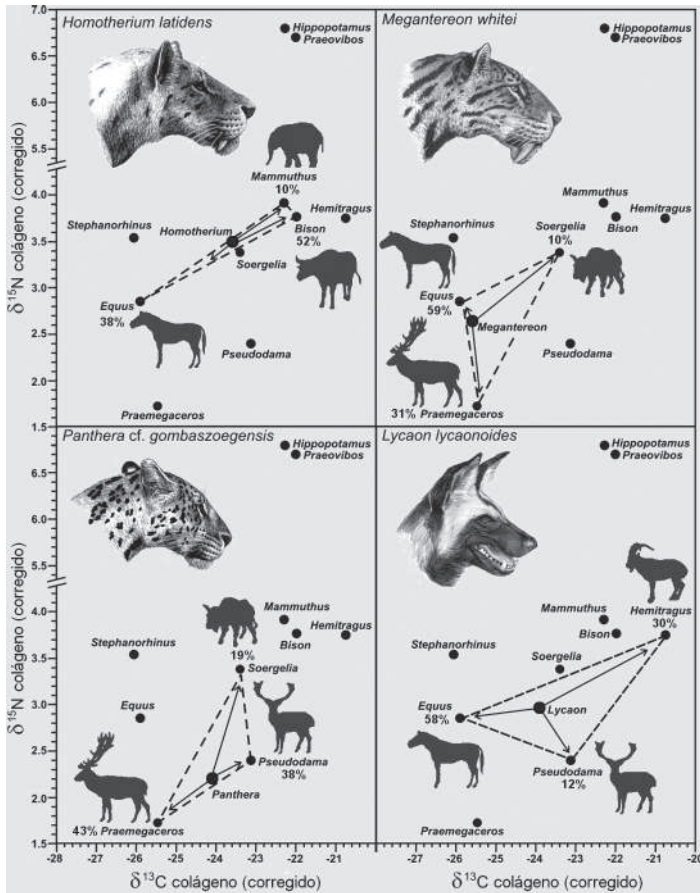 Homotherium latidens
Hippopotamus
Praeovibos
Mammuthus
10%
Hemitragus
Stephanorhinus
Homotherium
Bison
52%
Soergelia
Equus
38%
Pseudodama
Praemegaceros
7.0
6.5
6.0
5.5
4.0
3.5
3.0
2.5
2.0
1.5
δ15N colágeno (corregido)
Megantereon whitei
Hippopotamus
Praeovibos
Mammuthus
Hemitragus
Bison
Stephanorhinus
Soergelia
10%
Equus
59%
Megantereon
Pseudodama
31% Praemegaceros
Panthera cf. gombaszoegensis
Hippopotamus
Praeovibos
Mammuthus
Hemitragus
Bison
19%
Soergelia
Stephanorhinus
Equus
Pseudodama
38%
Panthera
43% Praemegaceros
6.5
6.0
5.5
4.0
3.5
3.0
2.5
2.0
1.5
δ15N colágeno (corregido)
-28 -27 -26 -25 -24 -23 -22 -21
δ13C colágeno (corregido)
Lycaon lycaonoides
Hippopotamus
Praeovibos
Mammuthus
Hemitragus
30%
Bison
Stephanorhinus
Soergelia
Equus
58%
Lycaon
Pseudodama
12%
Praemegaceros
-28 -27 -26 -25 -24 -23 -22 -21 -20
δ13C colágeno (corregido)